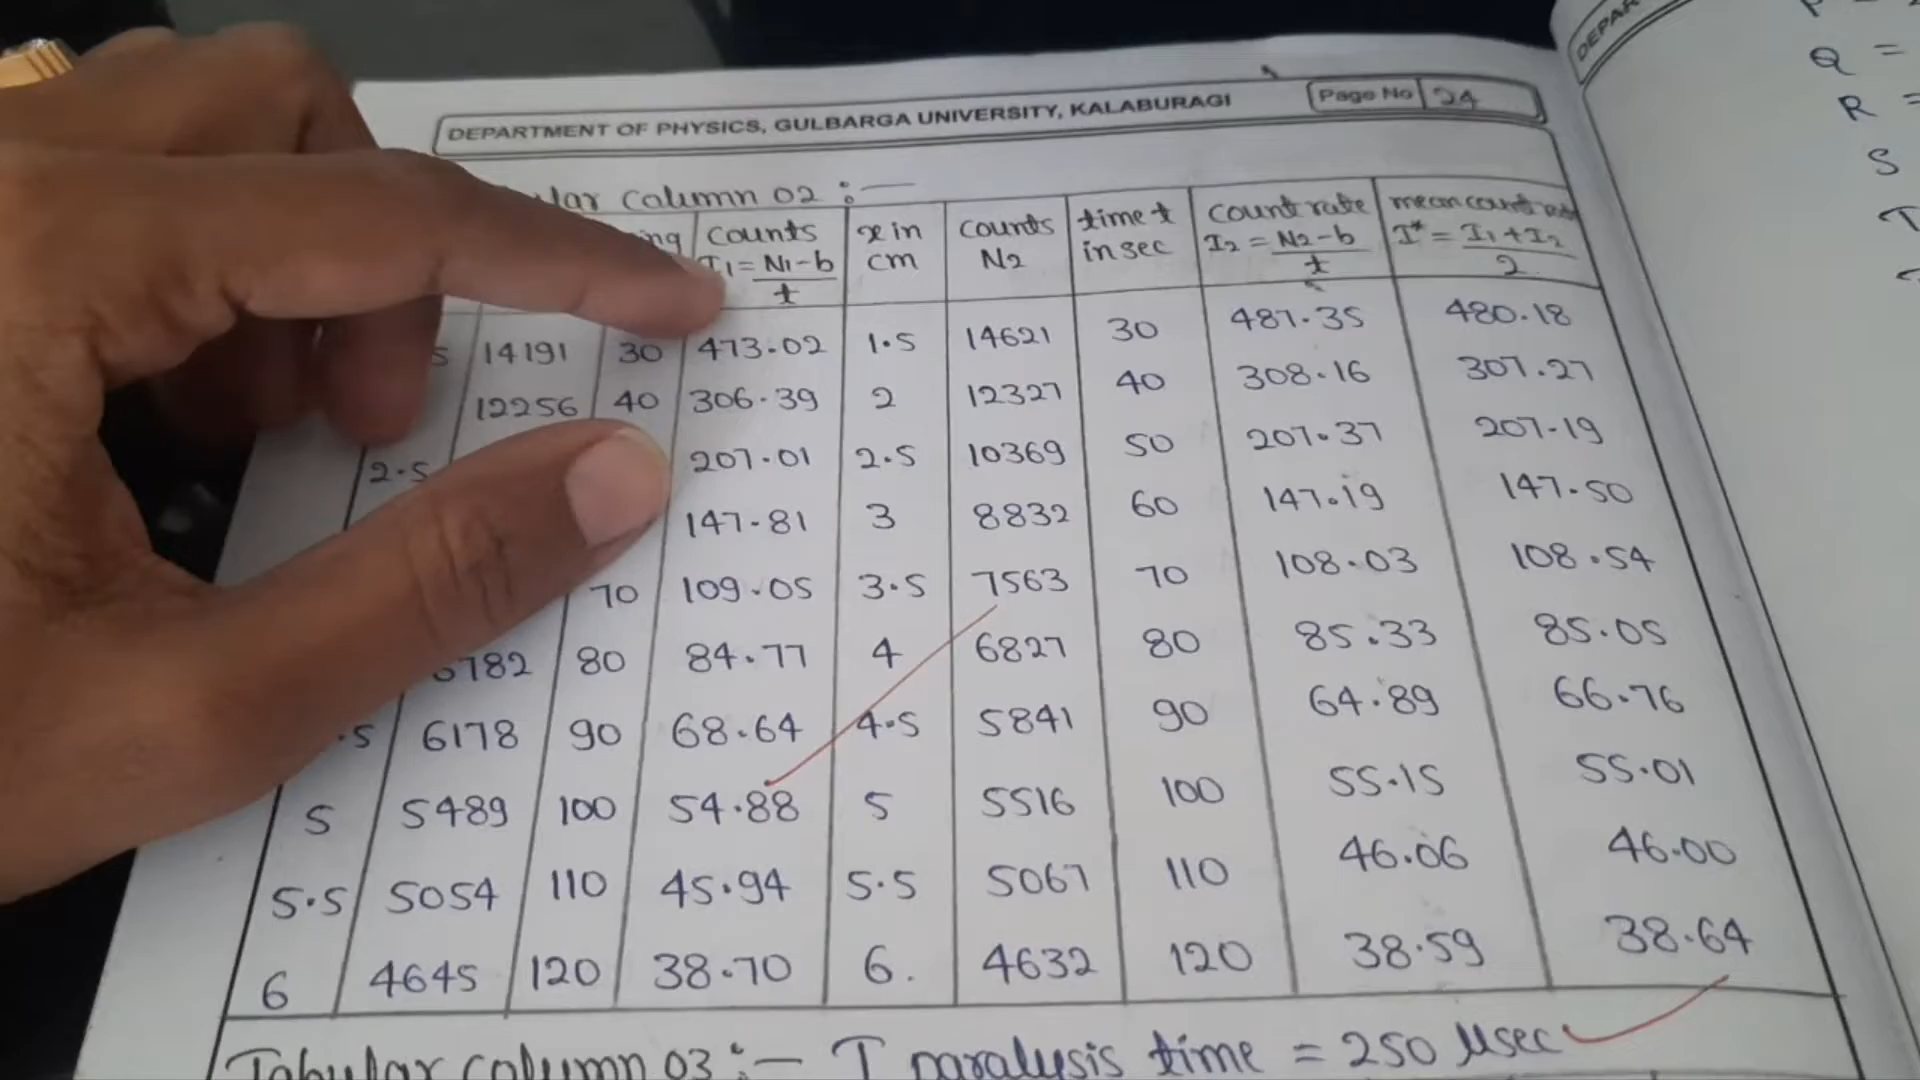 DEPARTMENT OF PHYSICS, GULBARGA UNIVERSITY, KALABURAGI
Page No 24
column 02 :—
counts I1 = N1-b / t | x in cm | counts N2 | time t in sec | Count rate I2 = N2-b / t | mean count I* = I1 + I2 / 2
14191 30 473.02 1.5 14621 30 487.35 480.18
12256 40 306.39 2 12327 40 308.16 307.27
2.5 207.01 2.5 10369 50 207.37 207.19
147.81 3 8832 60 147.19 147.50
70 109.05 3.5 7563 70 108.03 108.54
80 84.77 4 6827 80 85.33 85.05
6178 90 68.64 4.5 5841 90 64.89 66.76
5 5489 100 54.88 5 5516 100 55.15 55.01
5.5 5054 110 45.94 5.5 5067 110 46.06 46.00
6 4645 120 38.70 6. 4632 120 38.59 38.64
Tabular column 03 :— T paralysis time = 250 μsec
Q =
R =
S